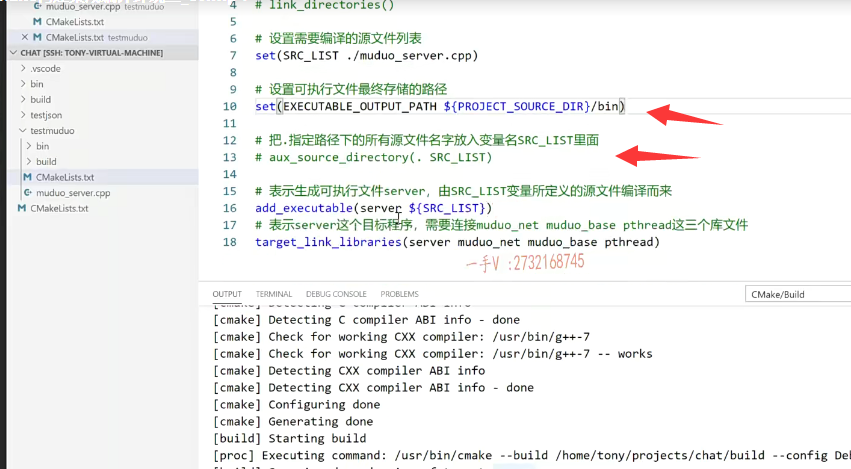 muduo_server.cpp testmuduo
CMakeLists.txt
CMakeLists.txt testmuduo
CHAT [SSH: TONY-VIRTUAL-MACHINE]
.vscode
bin
build
testjson
testmuduo
bin
build
CMakeLists.txt
muduo_server.cpp
CMakeLists.txt
4 # link_directories()
5
6 # 设置需要编译的源文件列表
7 set(SRC_LIST ./muduo_server.cpp)
8
9 # 设置可执行文件最终存储的路径
10 set(EXECUTABLE_OUTPUT_PATH ${PROJECT_SOURCE_DIR}/bin)
11
12 # 把.指定路径下的所有源文件名字放入变量名SRC_LIST里面
13 # aux_source_directory(. SRC_LIST)
14
15 # 表示生成可执行文件server，由SRC_LIST变量所定义的源文件编译而来
16 add_executable(server ${SRC_LIST})
17 # 表示server这个目标程序，需要连接muduo_net muduo_base pthread这三个库文件
18 target_link_libraries(server muduo_net muduo_base pthread)
一手V :2732168745
OUTPUT TERMINAL DEBUG CONSOLE PROBLEMS
CMake/Build
[cmake] Detecting C compiler ABI info
[cmake] Detecting C compiler ABI info - done
[cmake] Check for working CXX compiler: /usr/bin/g++-7
[cmake] Check for working CXX compiler: /usr/bin/g++-7 -- works
[cmake] Detecting CXX compiler ABI info
[cmake] Detecting CXX compiler ABI info - done
[cmake] Configuring done
[cmake] Generating done
[build] Starting build
[proc] Executing command: /usr/bin/cmake --build /home/tony/projects/chat/build --config Deb